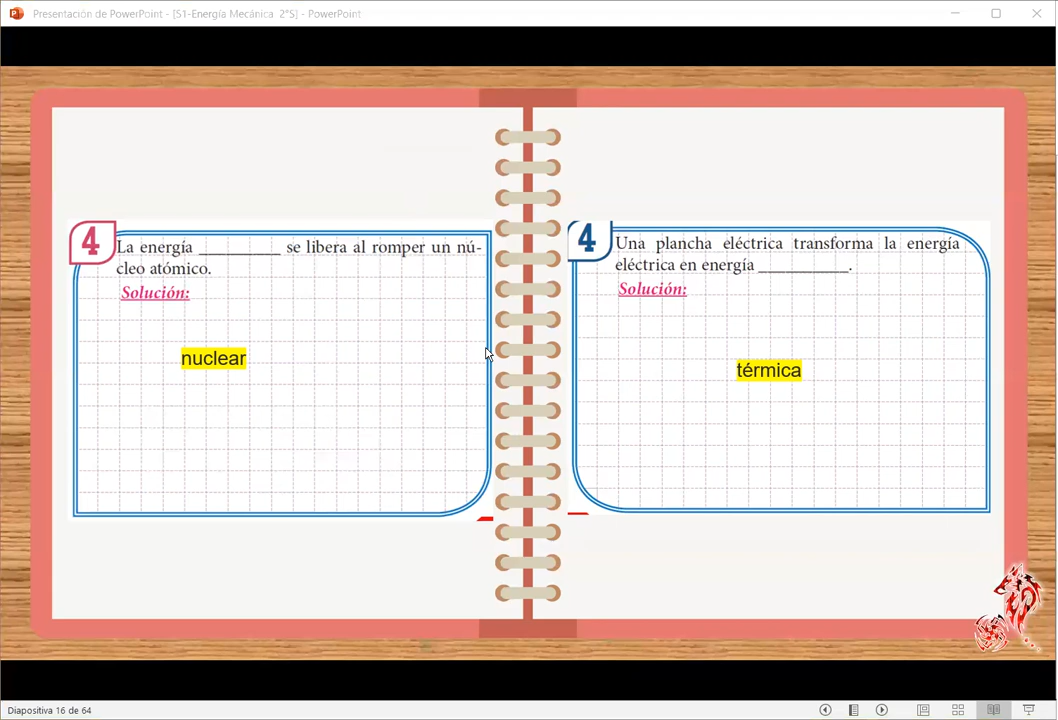 Presentación de PowerPoint - [S1-Energía Mecánica 2°S] - PowerPoint
4
La energía __________ se libera al romper un nú-
cleo atómico.
Solución:
nuclear
4
Una plancha eléctrica transforma la energía
eléctrica en energía ___________.
Solución:
térmica
Diapositiva 16 de 64